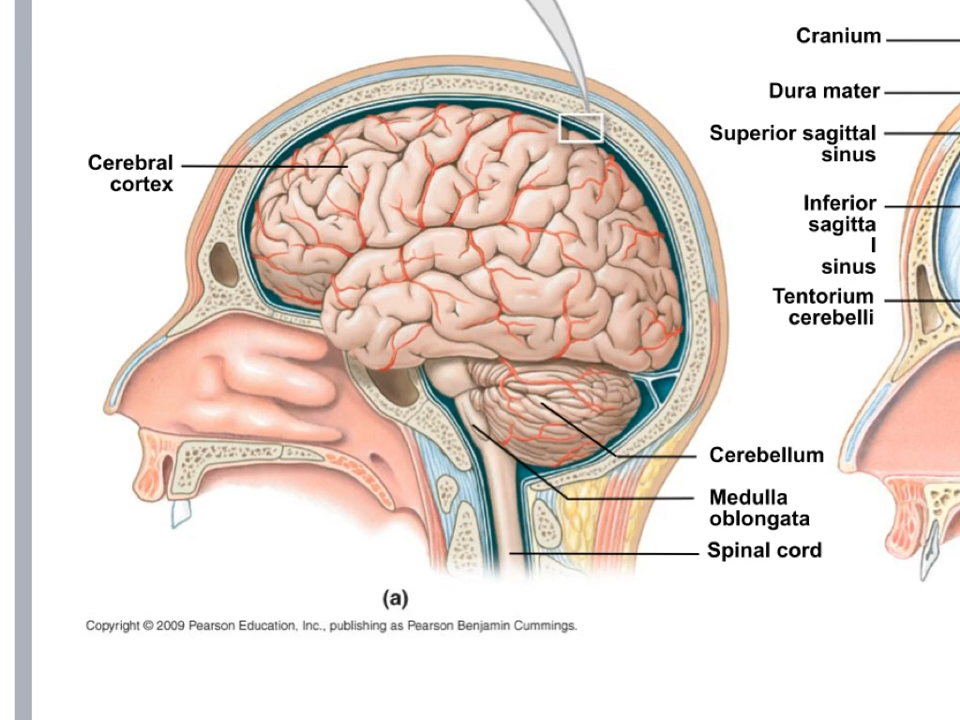 Cranium
Dura mater
Superior sagittal
sinus
Cerebral
cortex
Inferior
sagitta
l
sinus
Tentorium
cerebelli
Cerebellum
Medulla
oblongata
Spinal cord
(a)
Copyright © 2009 Pearson Education, Inc., publishing as Pearson Benjamin Cummings.